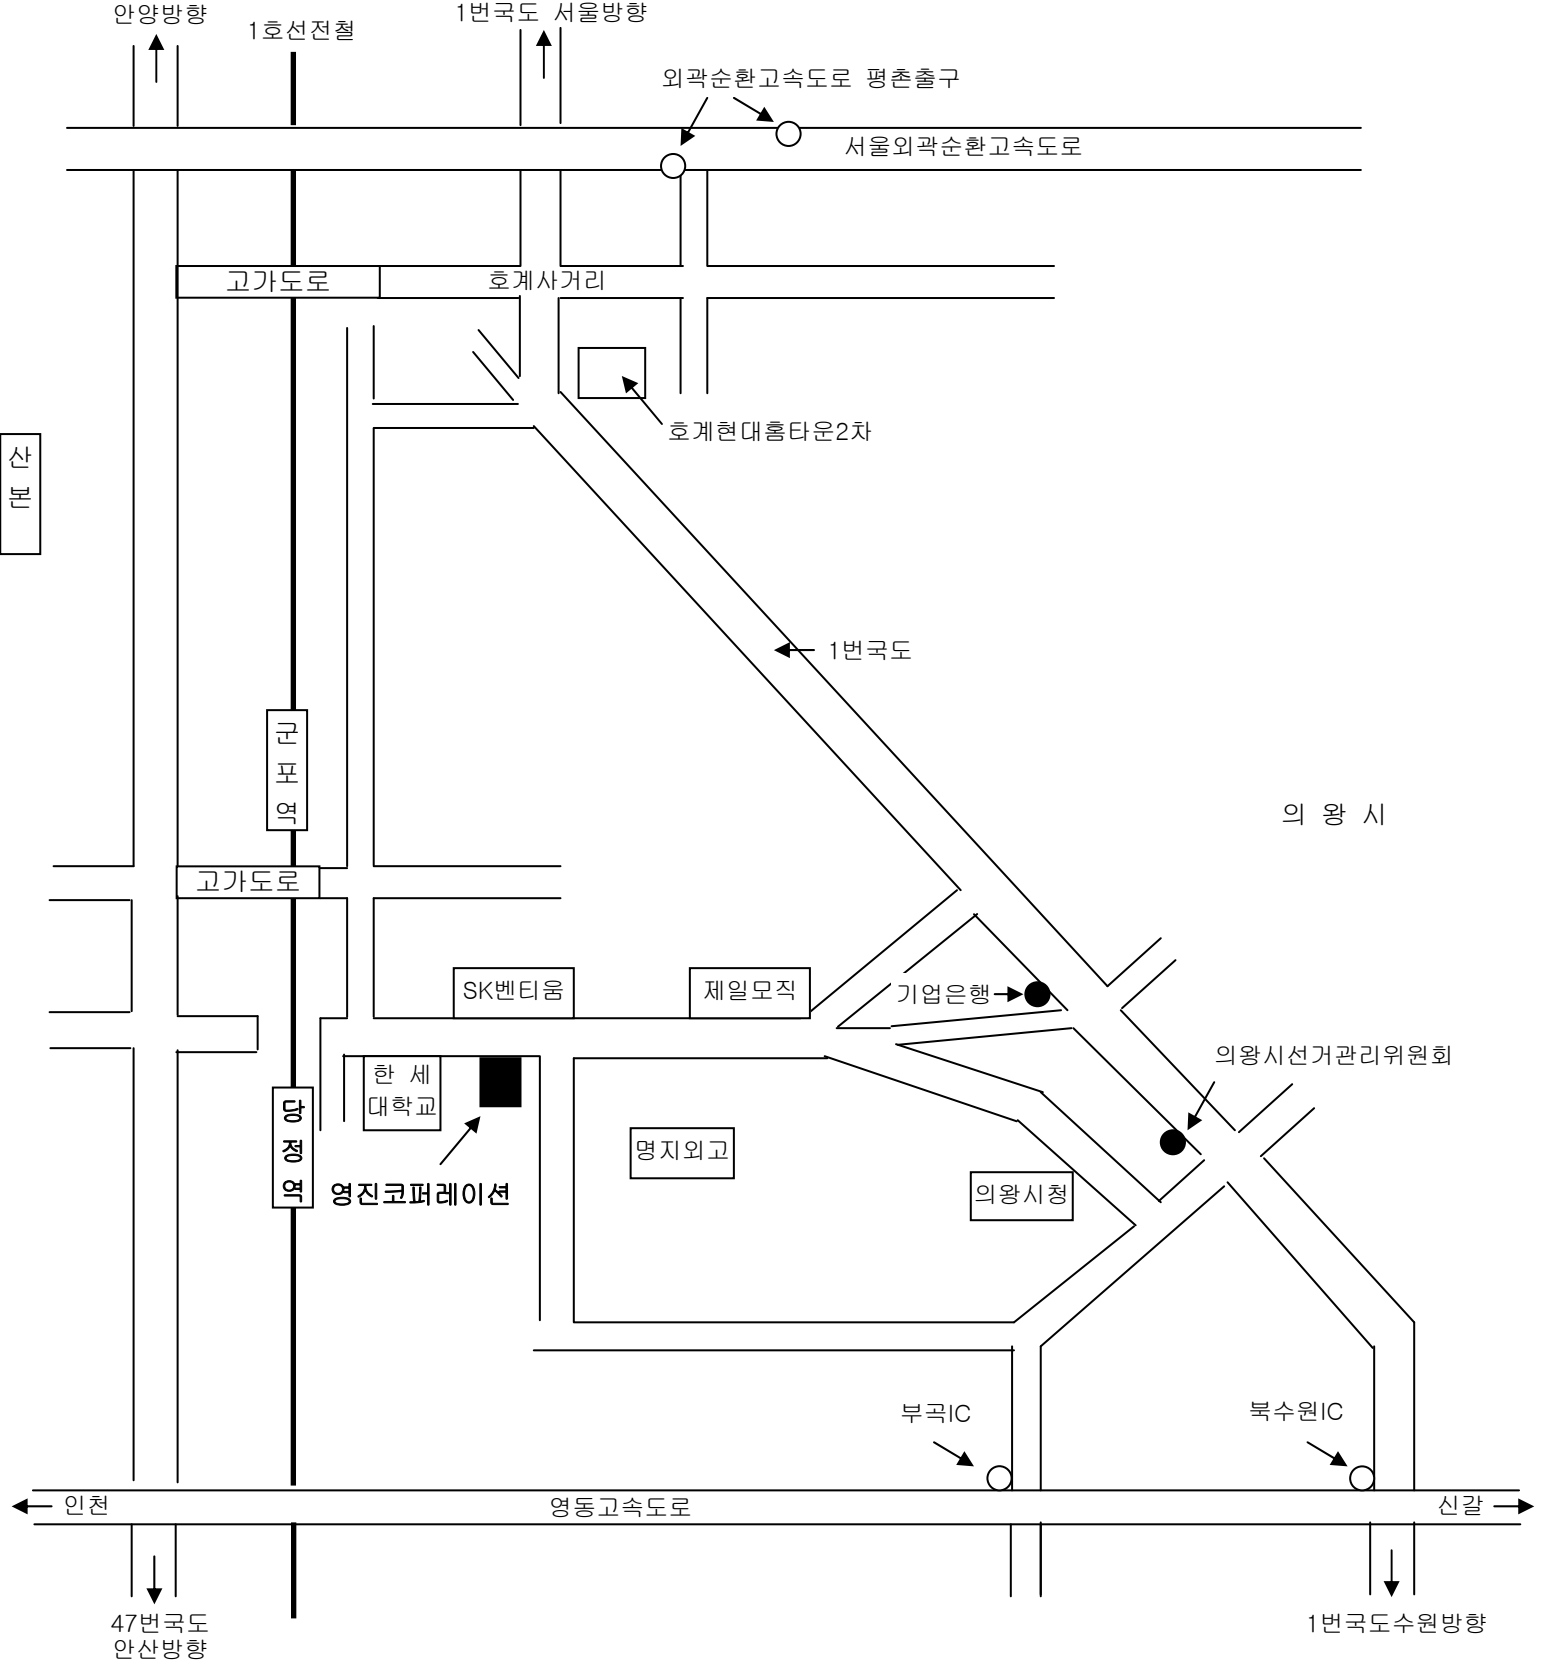 안양방향
1호선전철
1번국도 서울방향
외곽순환고속도로 평촌출구
서울외곽순환고속도로
고가도로
호계사거리
호계현대홈타운2차
산
본
1번국도
군
포
역
의 왕 시
고가도로
SK벤티움
제일모직
기업은행
의왕시선거관리위원회
한 세
대학교
당
정
역
영진코퍼레이션
명지외고
의왕시청
부곡IC
북수원IC
인천
영동고속도로
신갈
47번국도
안산방향
1번국도수원방향